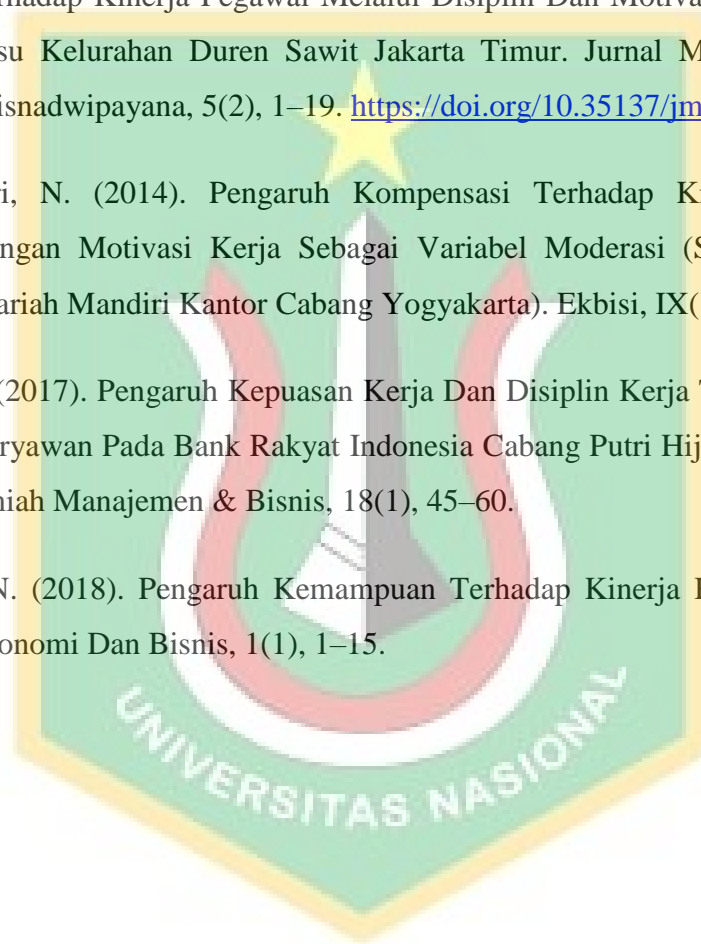 rhadap Kinerja Pegawai Melalui Disiplin Dan Motiva
su Kelurahan Duren Sawit Jakarta Timur. Jurnal M
isnadwipayana, 5(2), 1–19. https://doi.org/10.35137/jm
ri, N. (2014). Pengaruh Kompensasi Terhadap Ki
ngan Motivasi Kerja Sebagai Variabel Moderasi (S
ariah Mandiri Kantor Cabang Yogyakarta). Ekbisi, IX(
(2017). Pengaruh Kepuasan Kerja Dan Disiplin Kerja
ryawan Pada Bank Rakyat Indonesia Cabang Putri Hij
niah Manajemen & Bisnis, 18(1), 45–60.
N. (2018). Pengaruh Kemampuan Terhadap Kinerja
onomi Dan Bisnis, 1(1), 1–15.
UNIVERSITAS NASIONAL